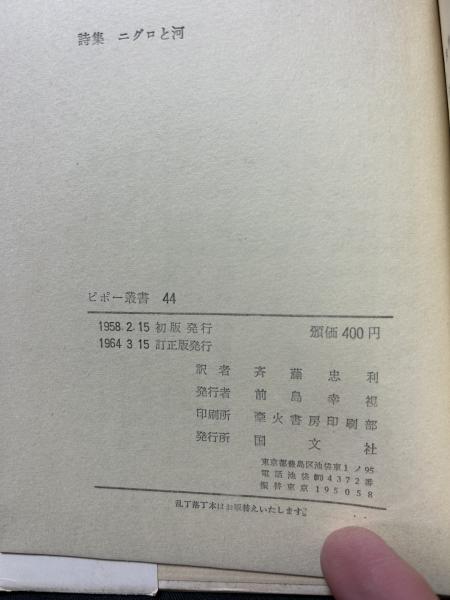 詩集 ニグロと河
ピポー叢書 44
1958.2.15 初版発行 頒価400円
1964 3.15 訂正版発行
訳者 斉藤忠利
発行者 前島幸視
印刷所 燈火書房印刷部
発行所 国文社
東京都豊島区池袋東1ノ95
電話池袋㈨4372番
振替東京195058
乱丁落丁本はお取替えいたします。